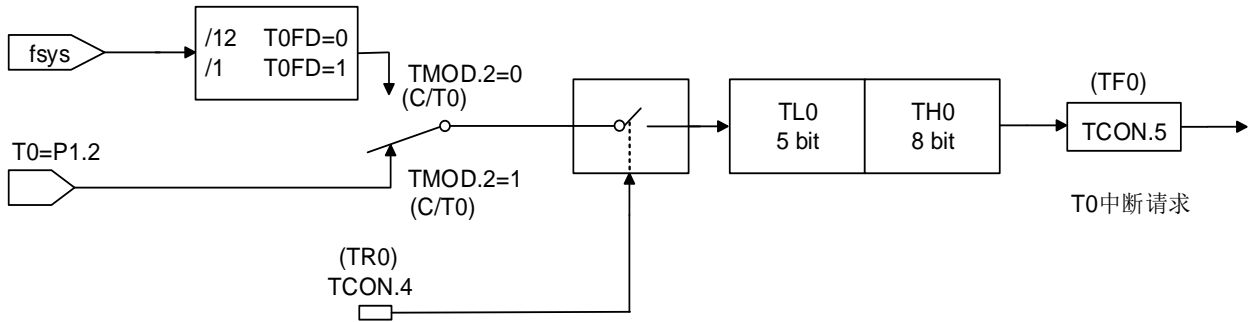 fsys
/12 T0FD=0
/1 T0FD=1
TMOD.2=0
(C/T0)
T0=P1.2
TMOD.2=1
(C/T0)
(TR0)
TCON.4
TL0
5 bit
TH0
8 bit
(TF0)
TCON.5
T0中断请求